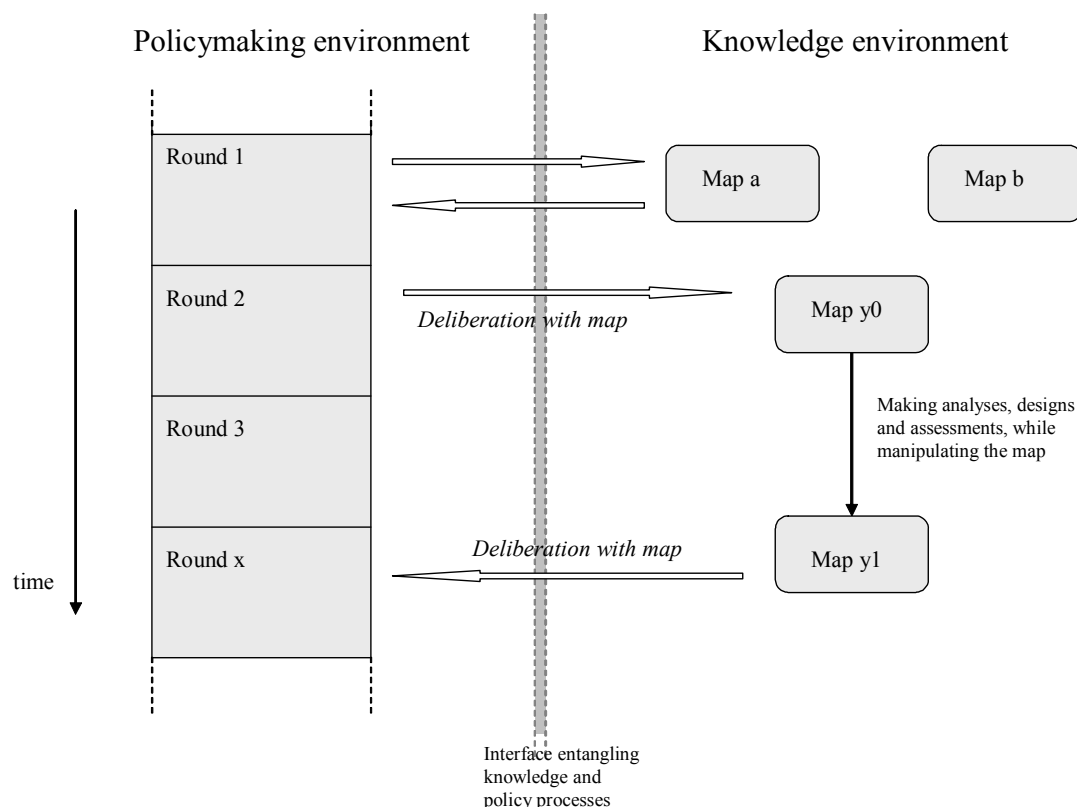 Policymaking environment
Knowledge environment
Round 1
Map a
Map b
Round 2
Deliberation with map
Map y0
Making analyses, designs
and assessments, while
manipulating the map
Round 3
Round x
Deliberation with map
Map y1
time
Interface entangling
knowledge and
policy processes